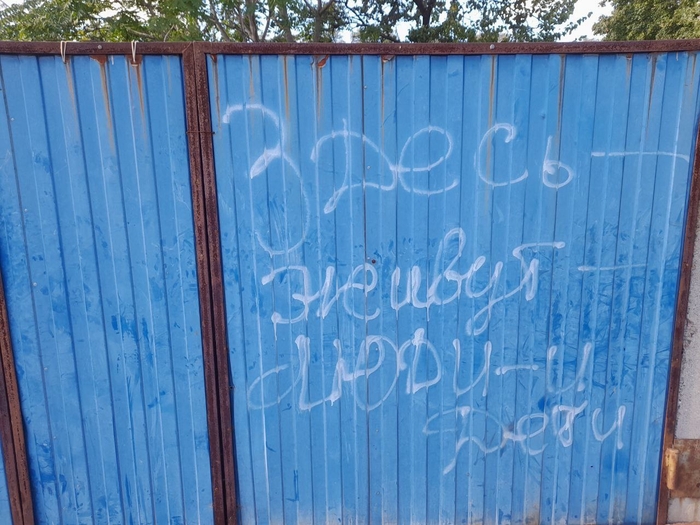 Здесь —
живут —
люди - и
дети